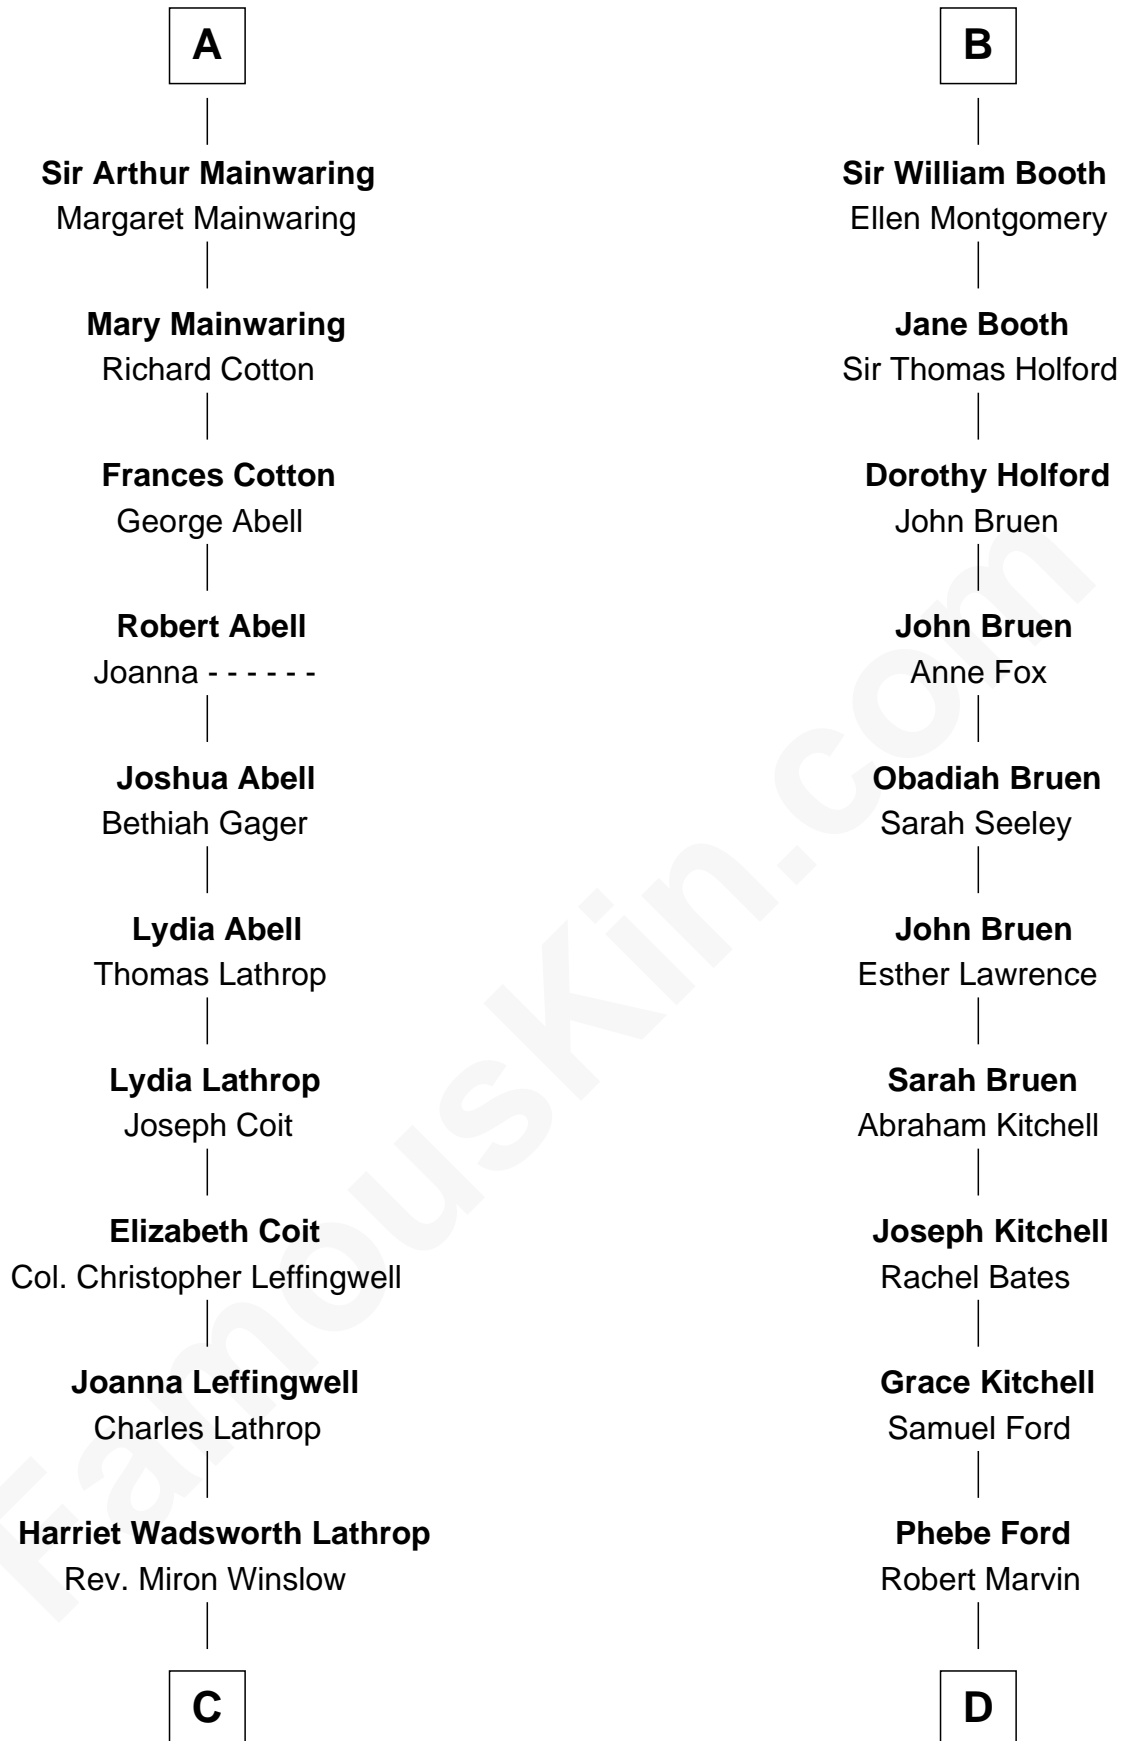 A
Sir Arthur Mainwaring
Margaret Mainwaring
Mary Mainwaring
Richard Cotton
Frances Cotton
George Abell
Robert Abell
Joanna - - - - - -
Joshua Abell
Bethiah Gager
Lydia Abell
Thomas Lathrop
Lydia Lathrop
Joseph Coit
Elizabeth Coit
Col. Christopher Leffingwell
Joanna Leffingwell
Charles Lathrop
Harriet Wadsworth Lathrop
Rev. Miron Winslow
C
B
Sir William Booth
Ellen Montgomery
Jane Booth
Sir Thomas Holford
Dorothy Holford
John Bruen
John Bruen
Anne Fox
Obadiah Bruen
Sarah Seeley
John Bruen
Esther Lawrence
Sarah Bruen
Abraham Kitchell
Joseph Kitchell
Rachel Bates
Grace Kitchell
Samuel Ford
Phebe Ford
Robert Marvin
D
FamousKin.com